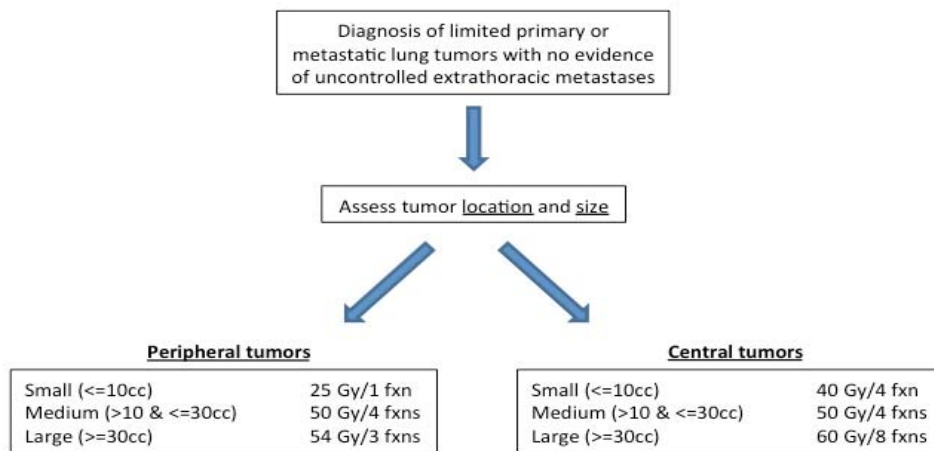 Diagnosis of limited primary or
metastatic lung tumors with no evidence
of uncontrolled extrathoracic metastases
Assess tumor location and size
Peripheral tumors
Small (<=10cc) 25 Gy/1 fxn
Medium (>10 & <=30cc) 50 Gy/4 fxns
Large (>=30cc) 54 Gy/3 fxns
Central tumors
Small (<=10cc) 40 Gy/4 fxn
Medium (>10 & <=30cc) 50 Gy/4 fxns
Large (>=30cc) 60 Gy/8 fxns